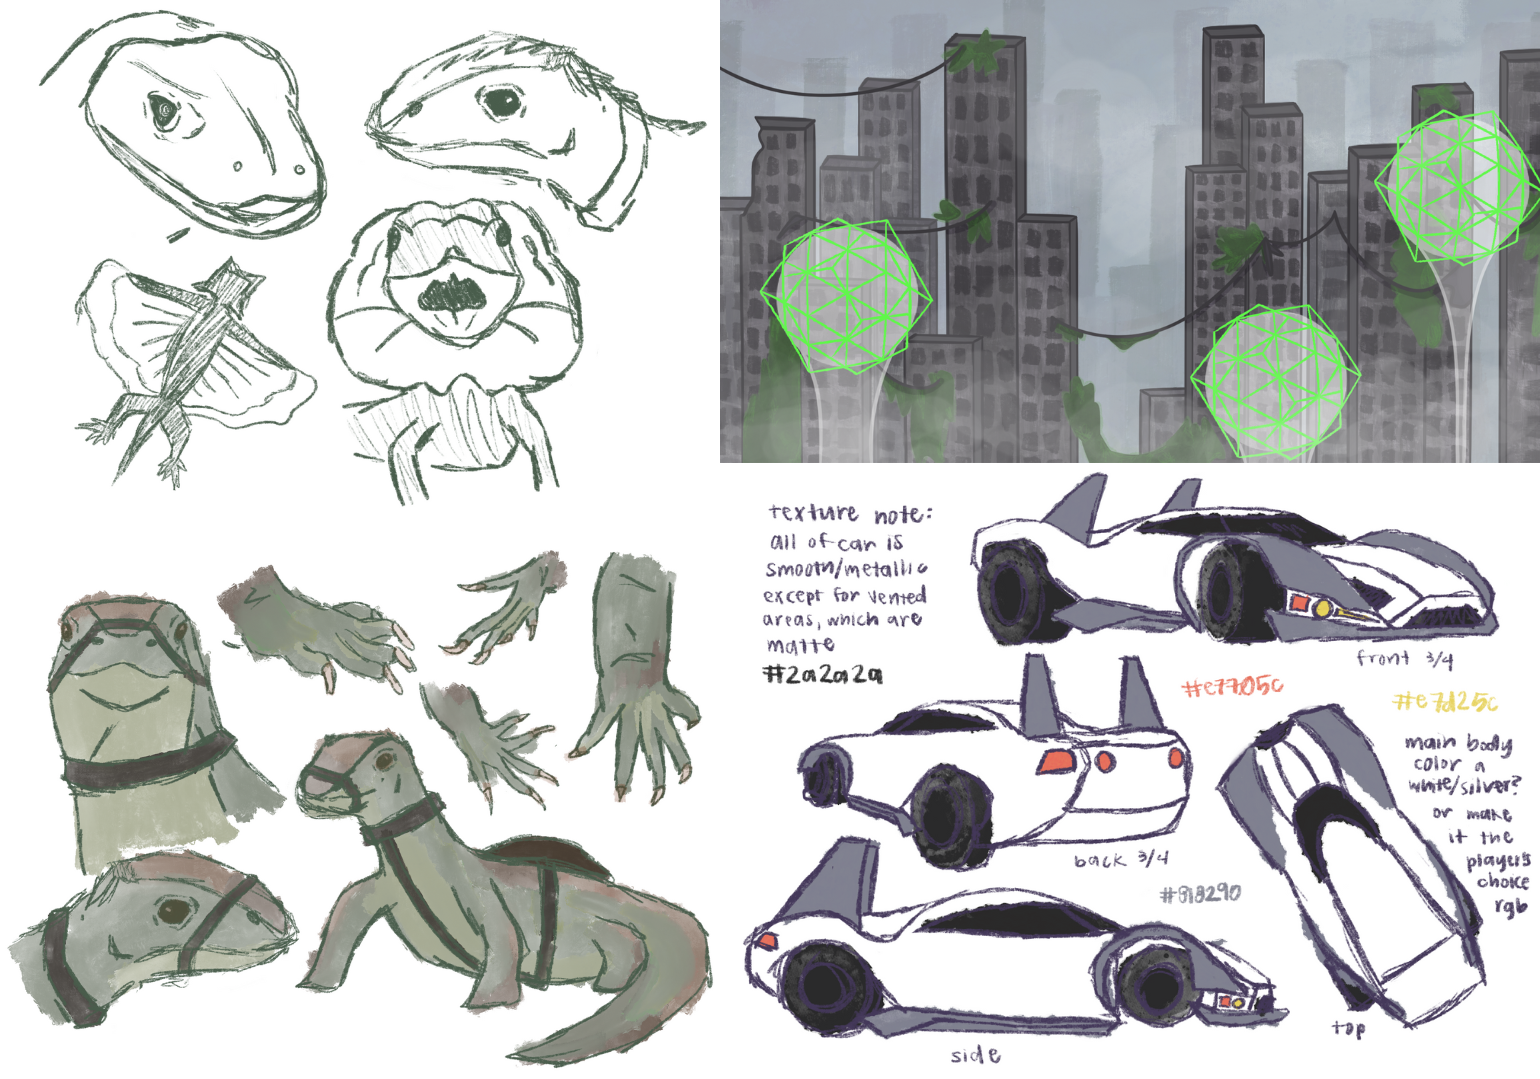 texture note:
all of car is
smooth/metallic
except for vented
areas, which are
matte
#2a2a2a
front 3/4
#e7705c
#e7d25c
main body
color a
white/silver?
or make
it the
players
choice
rgb
back 3/4
#818290
top
side